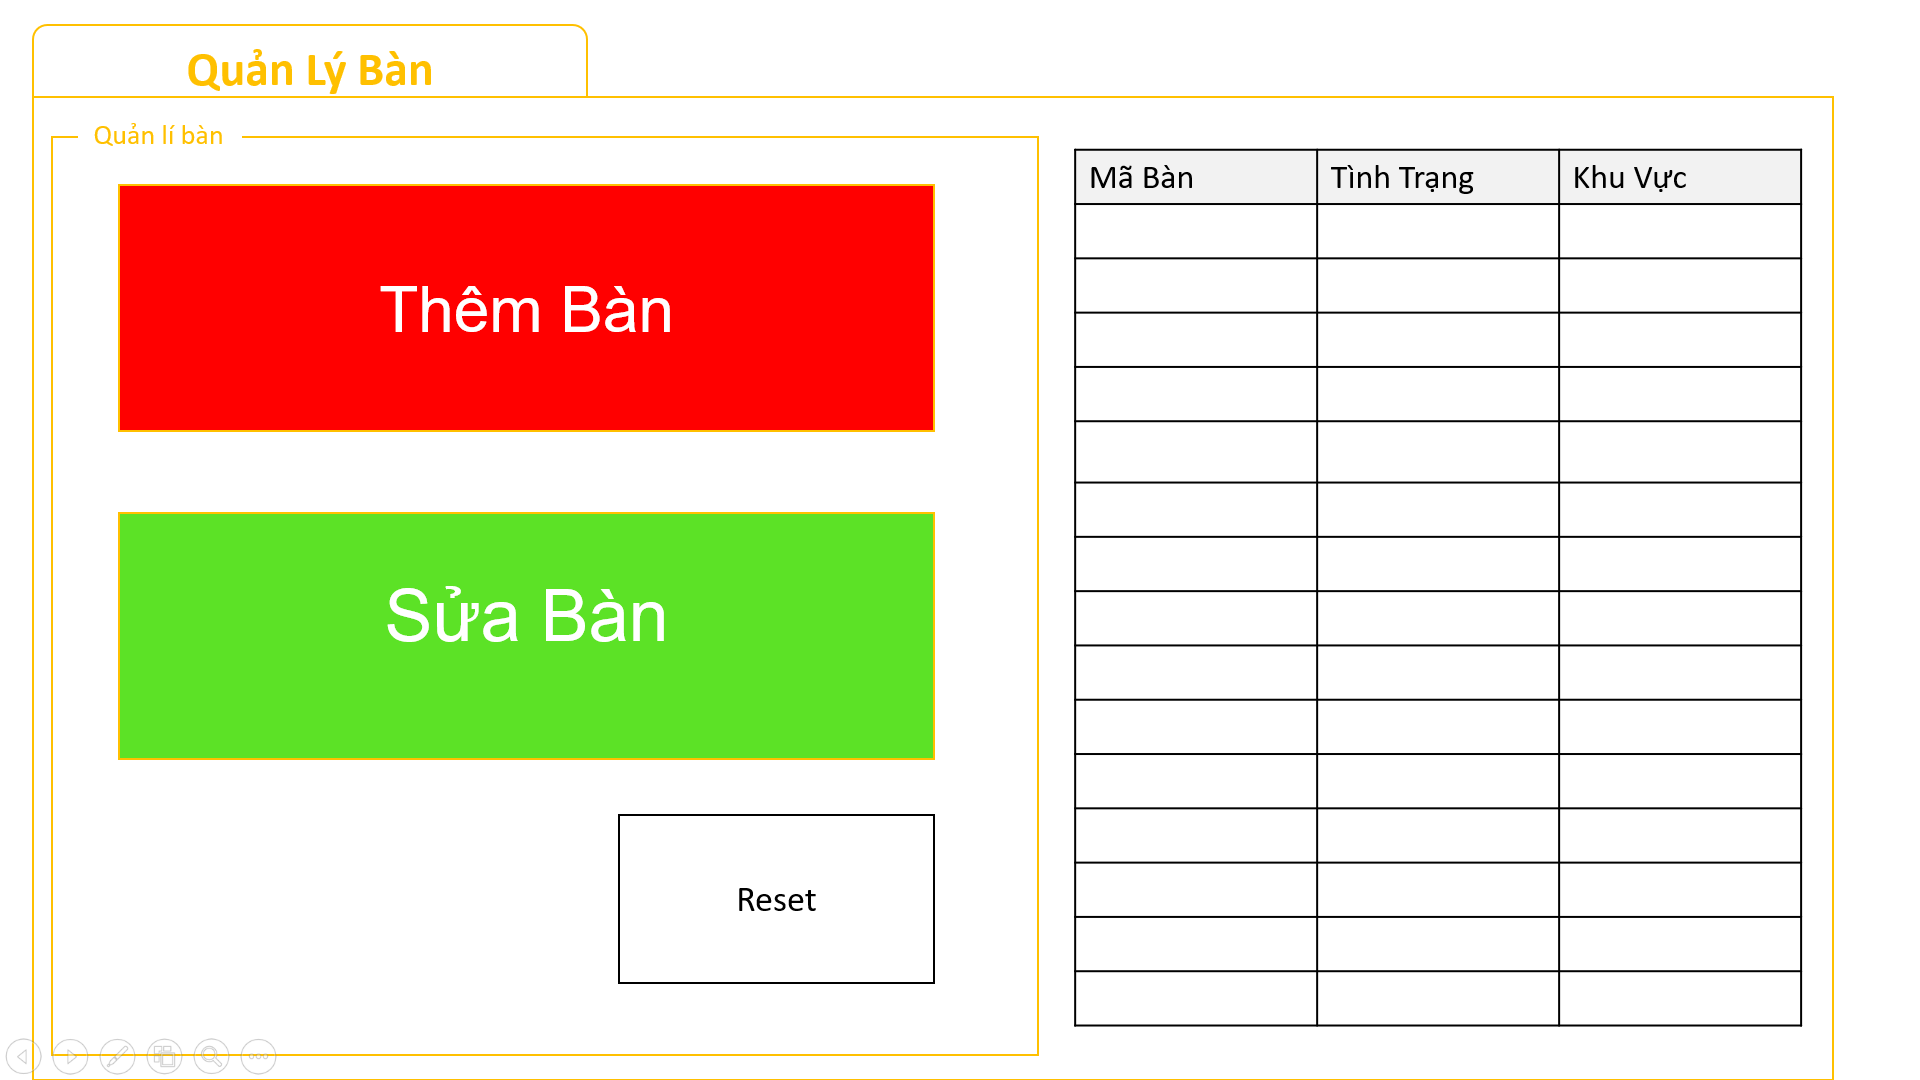 Quản Lý Bàn
Quản lí bàn
Thêm Bàn
Sửa Bàn
Reset
Mã Bàn Tình Trạng Khu Vực